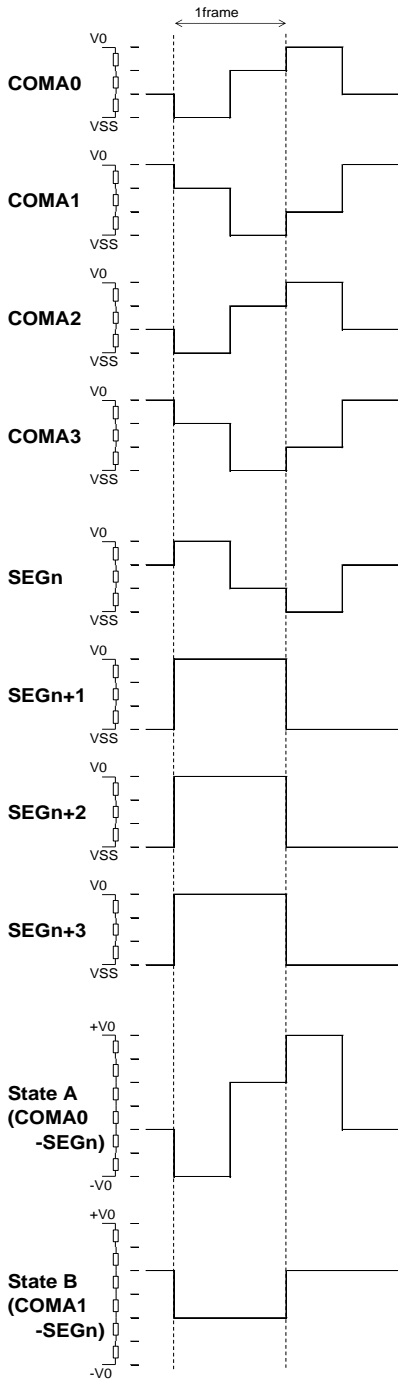 1frame
V0
COMA0
VSS
V0
COMA1
VSS
V0
COMA2
VSS
V0
COMA3
VSS
V0
SEGn
VSS
V0
SEGn+1
VSS
V0
SEGn+2
VSS
V0
SEGn+3
VSS
+V0
State A
(COMA0
-SEGn)
-V0
+V0
State B
(COMA1
-SEGn)
-V0